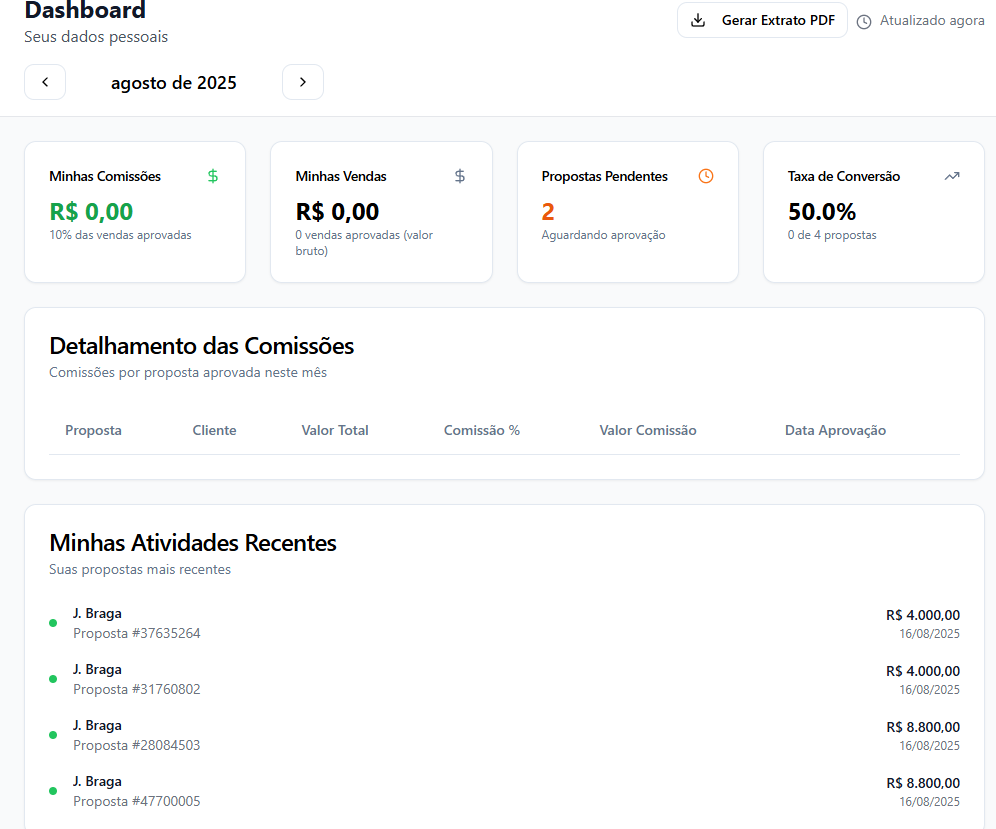 Dashboard
Gerar Extrato PDF
Atualizado agora
Seus dados pessoais
agosto de 2025
Minhas Comissões
R$ 0,00
10% das vendas aprovadas
Minhas Vendas
R$ 0,00
0 vendas aprovadas (valor
bruto)
Propostas Pendentes
2
Aguardando aprovação
Taxa de Conversão
50.0%
0 de 4 propostas
Detalhamento das Comissões
Comissões por proposta aprovada neste mês
Proposta Cliente Valor Total Comissão % Valor Comissão Data Aprovação
Minhas Atividades Recentes
Suas propostas mais recentes
J. Braga R$ 4.000,00
Proposta #37635264 16/08/2025
J. Braga R$ 4.000,00
Proposta #31760802 16/08/2025
J. Braga R$ 8.800,00
Proposta #28084503 16/08/2025
J. Braga R$ 8.800,00
Proposta #47700005 16/08/2025